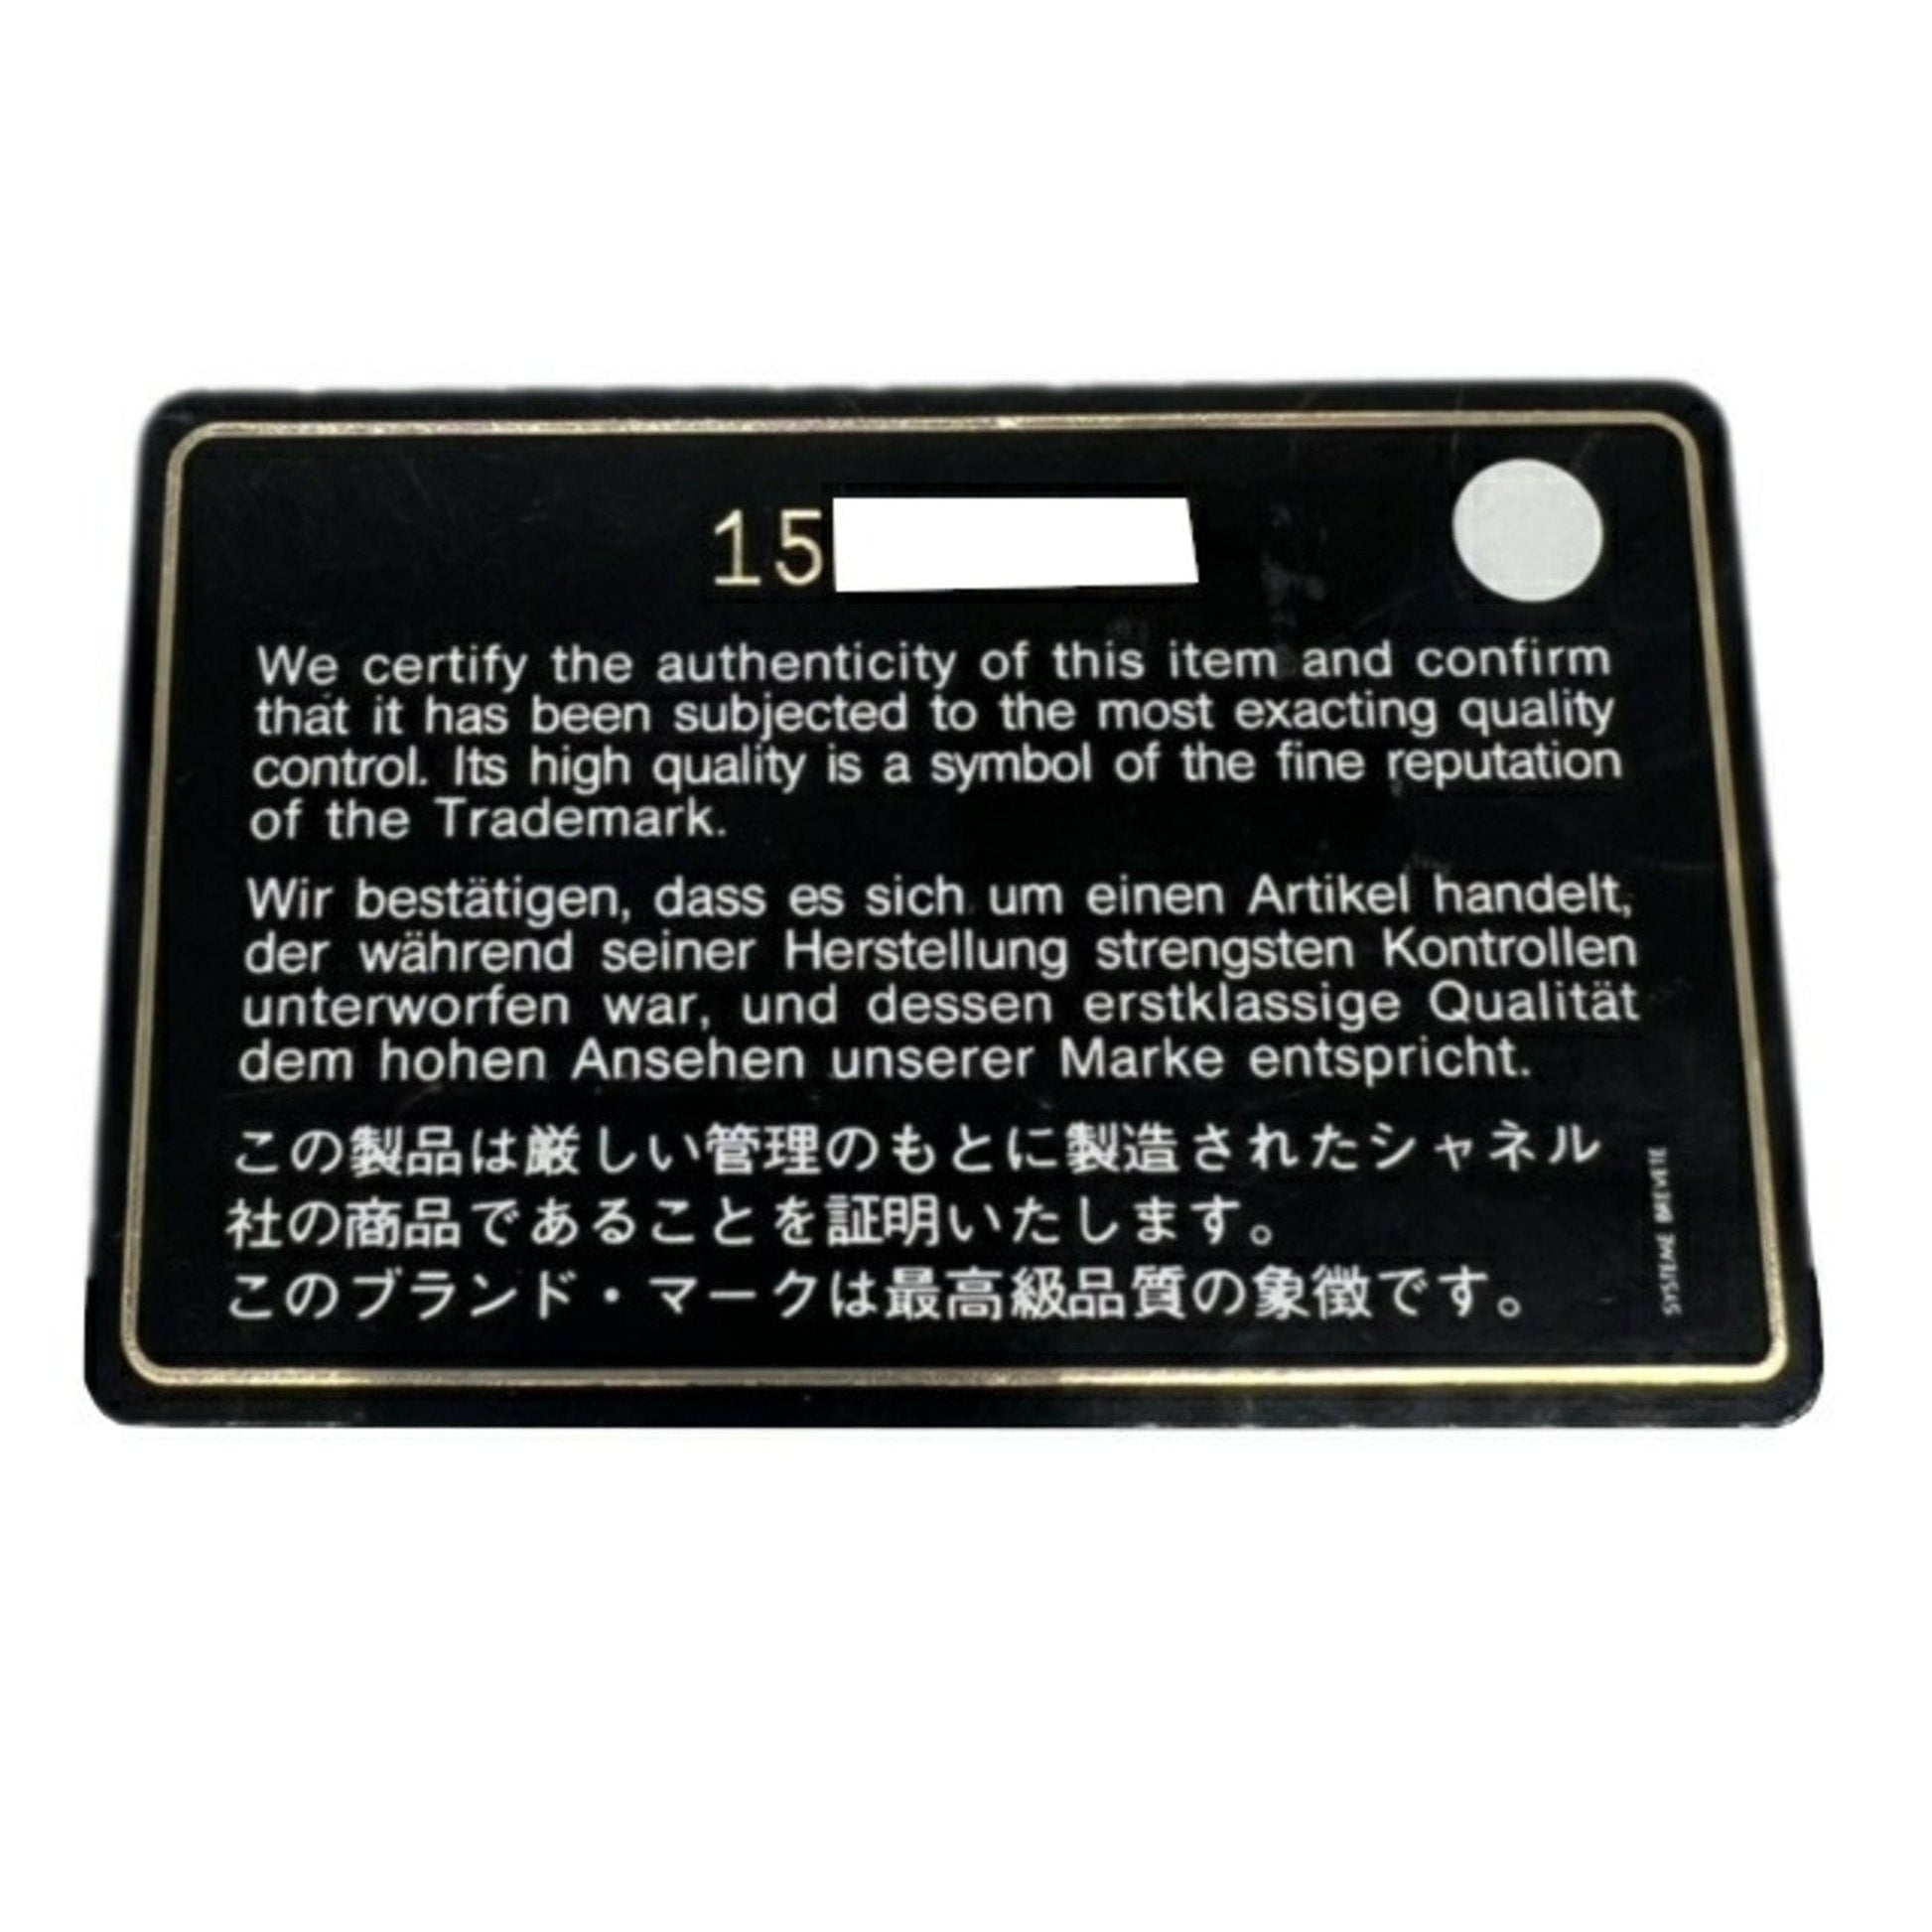 15
We certify the authenticity of this item and confirm
that it has been subjected to the most exacting quality
control. Its high quality is a symbol of the fine reputation
of the Trademark.
Wir bestätigen, dass es sich um einen Artikel handelt,
der während seiner Herstellung strengsten Kontrollen
unterworfen war, und dessen erstklassige Qualität
dem hohen Ansehen unserer Marke entspricht.
この製品は厳しい管理のもとに製造されたシャネル
社の商品であることを証明いたします。
このブランド・マークは最高級品質の象徴です。
SYSTEME BREVETE